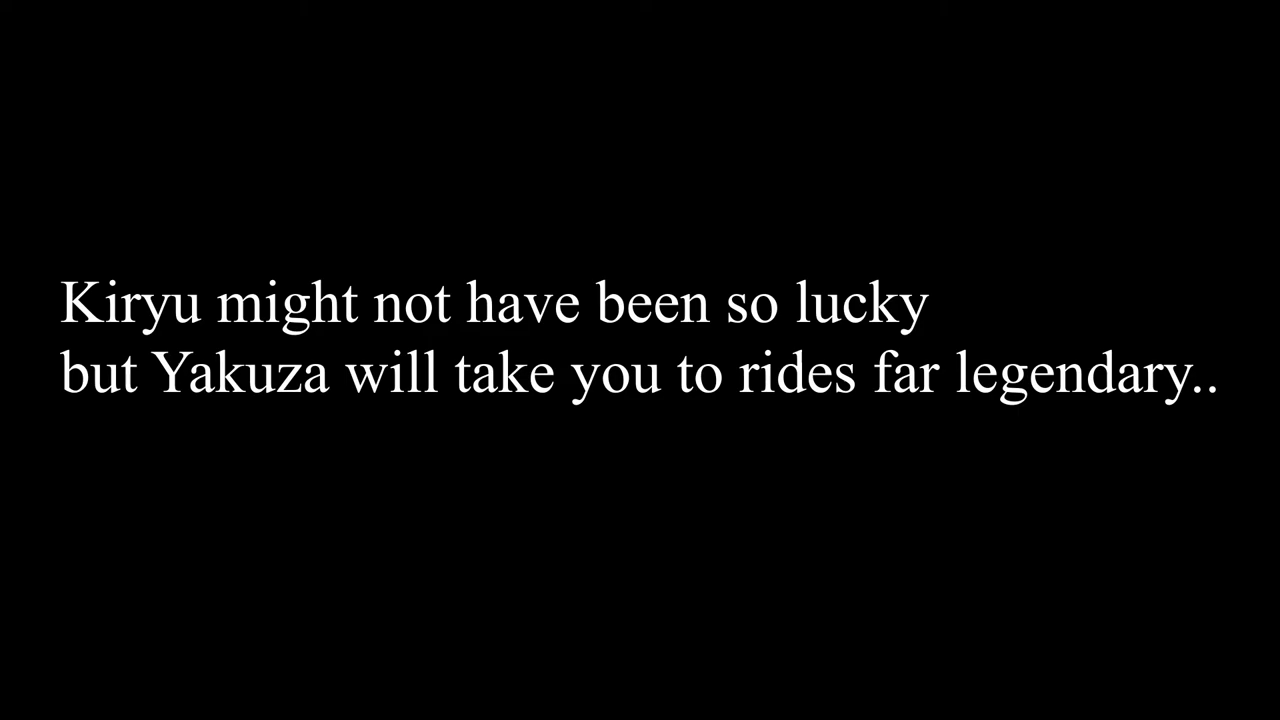 Kiryu might not have been so lucky
but Yakuza will take you to rides far legendary..